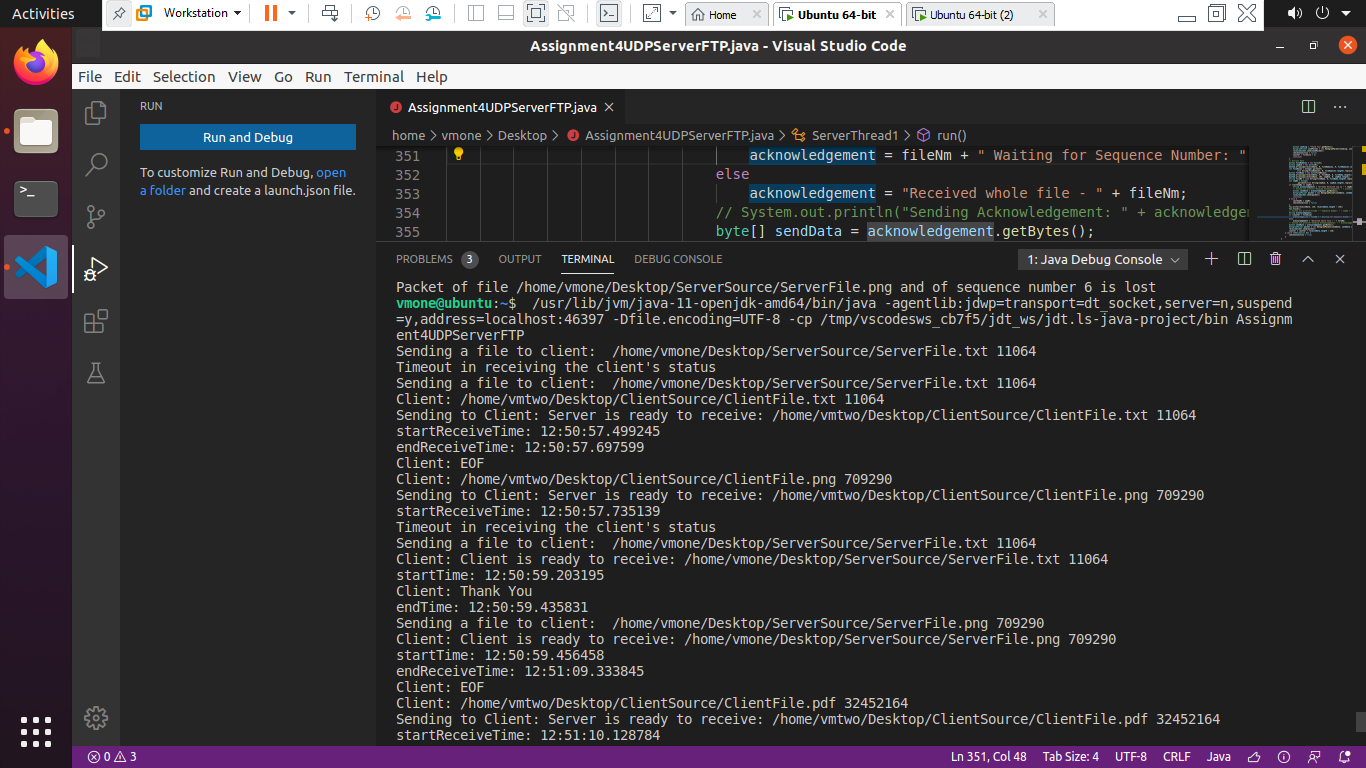 Activities
Workstation
Home
Ubuntu 64-bit
Ubuntu 64-bit (2)
Assignment4UDPServerFTP.java - Visual Studio Code
File Edit Selection View Go Run Terminal Help
RUN
Run and Debug
To customize Run and Debug, open
a folder and create a launch.json file.
Assignment4UDPServerFTP.java
home > vmone > Desktop > Assignment4UDPServerFTP.java > ServerThread1 > run()
351 acknowledgement = fileNm + " Waiting for Sequence Number: "
352 else
353 acknowledgement = "Received whole file - " + fileNm;
354 // System.out.println("Sending Acknowledgement: " + acknowledgem
355 byte[] sendData = acknowledgement.getBytes();
PROBLEMS 3 OUTPUT TERMINAL DEBUG CONSOLE 1: Java Debug Console
Packet of file /home/vmone/Desktop/ServerSource/ServerFile.png and of sequence number 6 is lost
vmone@ubuntu:~$ /usr/lib/jvm/java-11-openjdk-amd64/bin/java -agentlib:jdwp=transport=dt_socket,server=n,suspend
=y,address=localhost:46397 -Dfile.encoding=UTF-8 -cp /tmp/vscodesws_cb7f5/jdt_ws/jdt.ls-java-project/bin Assignm
ent4UDPServerFTP
Sending a file to client:  /home/vmone/Desktop/ServerSource/ServerFile.txt 11064
Timeout in receiving the client's status
Sending a file to client:  /home/vmone/Desktop/ServerSource/ServerFile.txt 11064
Client: /home/vmtwo/Desktop/ClientSource/ClientFile.txt 11064
Sending to Client: Server is ready to receive: /home/vmtwo/Desktop/ClientSource/ClientFile.txt 11064
startReceiveTime: 12:50:57.499245
endReceiveTime: 12:50:57.697599
Client: EOF
Client: /home/vmtwo/Desktop/ClientSource/ClientFile.png 709290
Sending to Client: Server is ready to receive: /home/vmtwo/Desktop/ClientSource/ClientFile.png 709290
startReceiveTime: 12:50:57.735139
Timeout in receiving the client's status
Sending a file to client:  /home/vmone/Desktop/ServerSource/ServerFile.txt 11064
Client: Client is ready to receive: /home/vmone/Desktop/ServerSource/ServerFile.txt 11064
startTime: 12:50:59.203195
Client: Thank You
endTime: 12:50:59.435831
Sending a file to client:  /home/vmone/Desktop/ServerSource/ServerFile.png 709290
Client: Client is ready to receive: /home/vmone/Desktop/ServerSource/ServerFile.png 709290
startTime: 12:50:59.456458
endReceiveTime: 12:51:09.333845
Client: EOF
Client: /home/vmtwo/Desktop/ClientSource/ClientFile.pdf 32452164
Sending to Client: Server is ready to receive: /home/vmtwo/Desktop/ClientSource/ClientFile.pdf 32452164
startReceiveTime: 12:51:10.128784
0 3 Ln 351, Col 48 Tab Size: 4 UTF-8 CRLF Java